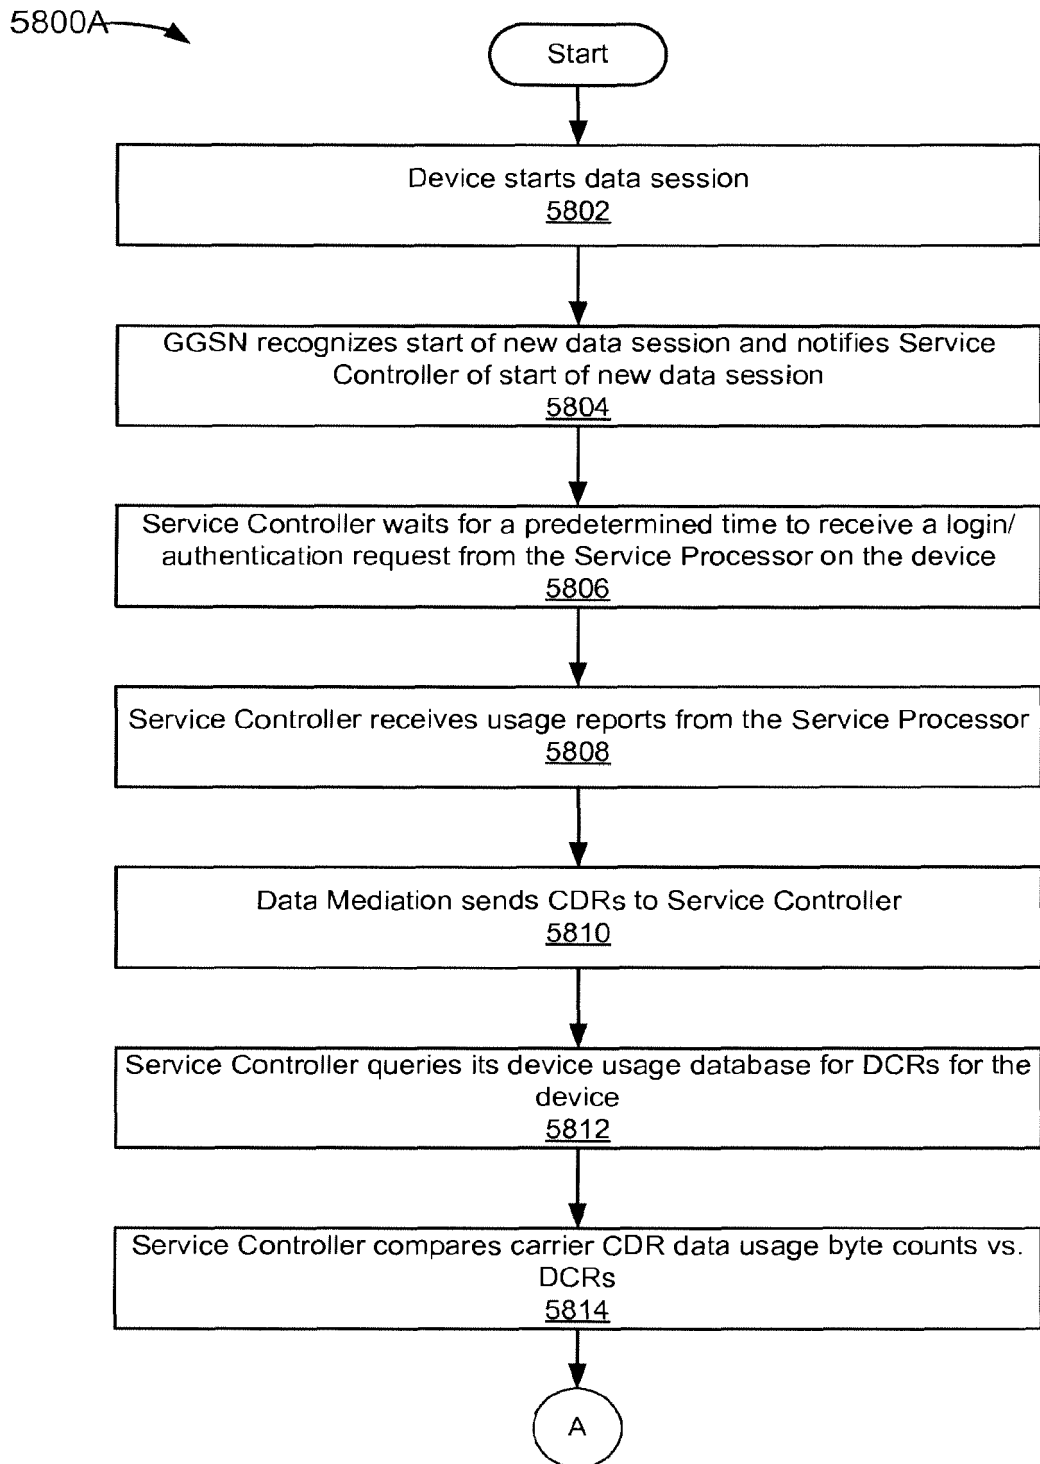 5800A
Start
Device starts data session
5802
GGSN recognizes start of new data session and notifies Service
Controller of start of new data session
5804
Service Controller waits for a predetermined time to receive a login/
authentication request from the Service Processor on the device
5806
Service Controller receives usage reports from the Service Processor
5808
Data Mediation sends CDRs to Service Controller
5810
Service Controller queries its device usage database for DCRs for the
device
5812
Service Controller compares carrier CDR data usage byte counts vs.
DCRs
5814
A